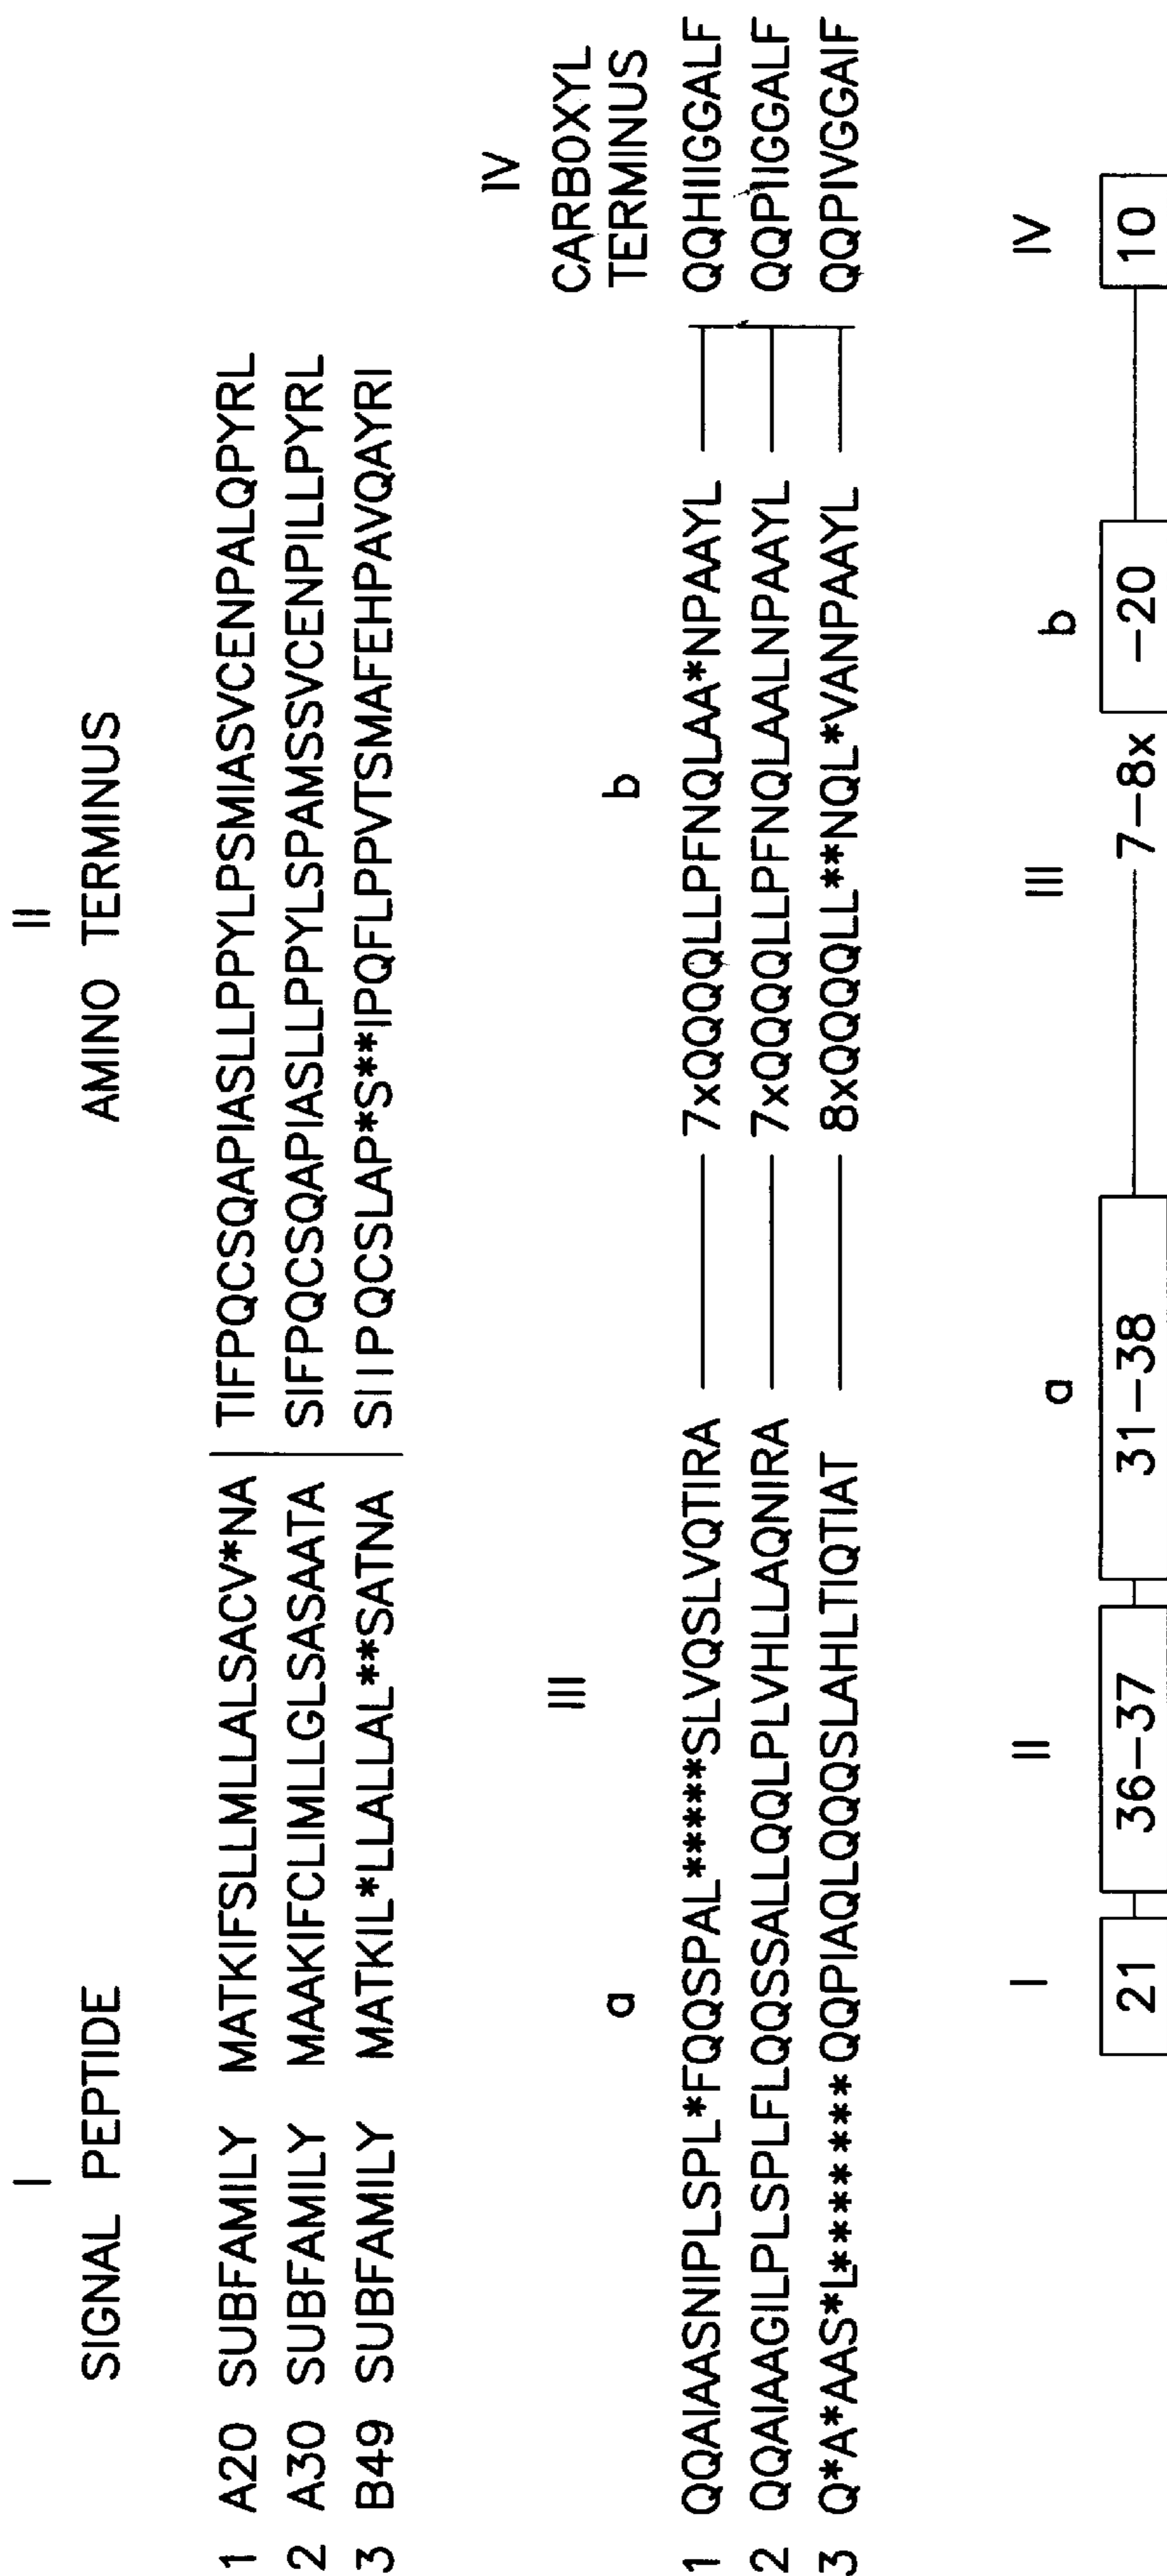 I II
SIGNAL PEPTIDE AMINO TERMINUS
1 A20 SUBFAMILY MATKIFSLLMLLALSACV*NA TIFPQCSQAPIASLLPPYLPSMIASVCENPALQPYRL
2 A30 SUBFAMILY MAAKIFCLIMLLGLSASAATA SIFPQCSQAPIASLLPPYLSPAMSSVCENPILLPYRL
3 B49 SUBFAMILY MATKIL*LLALLAL**SATNA SIIPQCSLAP*S**IPQFLPPVTSMAFEHPAVQAYRI
III IV
a b CARBOXYL
TERMINUS
1 QQAIAASNIPLSPL*FQQSPAL*****SLVQSLVQTIRA 7xQQQQLLPFNQLAA*NPAAYL QQHIIGGALF
2 QQAIAAGILPLSPLFLQQSSALLQQLPLVHLLAQNIRA 7xQQQQLLPFNQLAALNPAAYL QQPIIGGALF
3 Q*A*AAS*L*******QQPIAQLQQQSLAHLTIQTIAT 8xQQQQLL**NQL*VANPAAYL QQPIVGGAIF
I II III IV
a b
21 36–37 31–38 7–8x –20 10